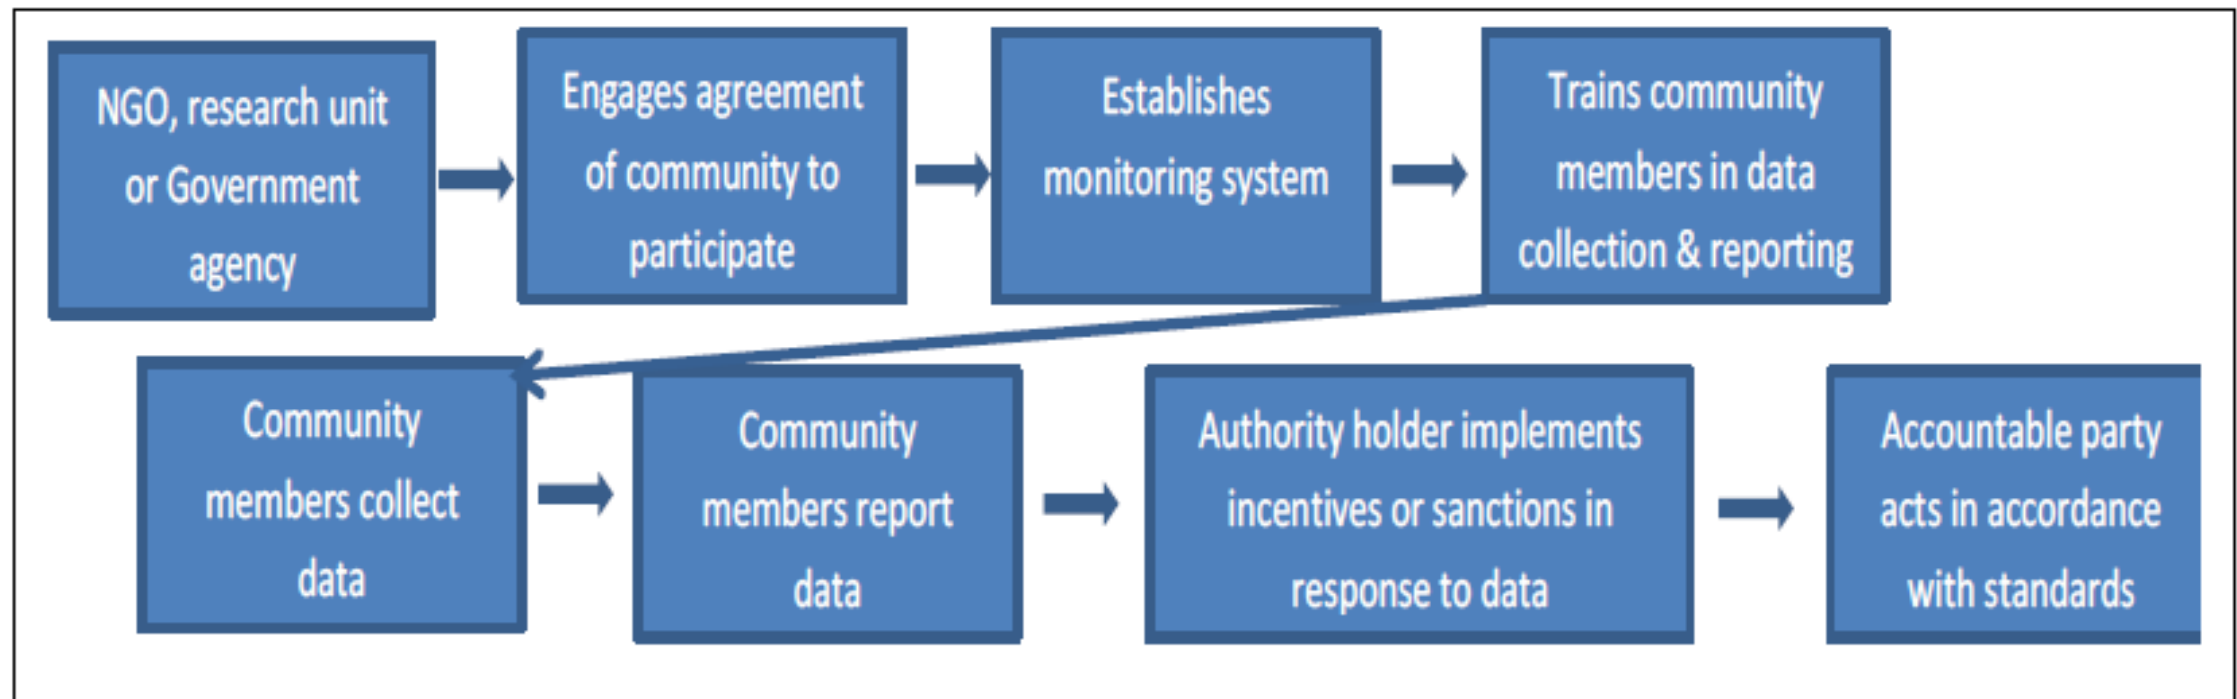 NGO, research unit
or Government
agency
Engages agreement
of community to
participate
Establishes
monitoring system
Trains community
members in data
collection & reporting
Community
members collect
data
Community
members report
data
Authority holder implements
incentives or sanctions in
response to data
Accountable party
acts in accordance
with standards